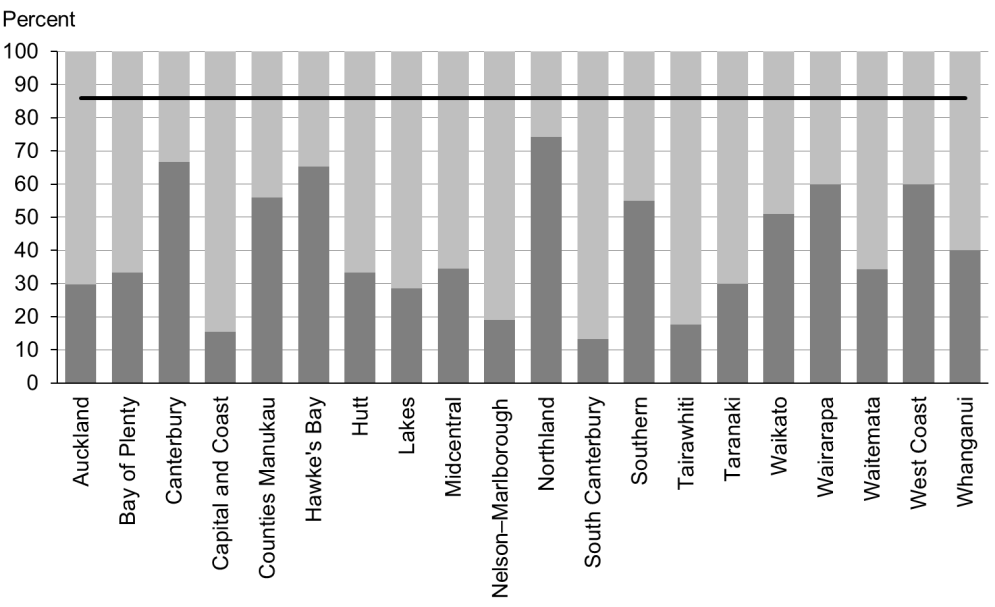 Percent
100
90
80
70
60
50
40
30
20
10
0
Auckland
Bay of Plenty
Canterbury
Capital and Coast
Counties Manukau
Hawke's Bay
Hutt
Lakes
Midcentral
Nelson–Marlborough
Northland
South Canterbury
Southern
Tairawhiti
Taranaki
Waikato
Wairarapa
Waitemata
West Coast
Whanganui